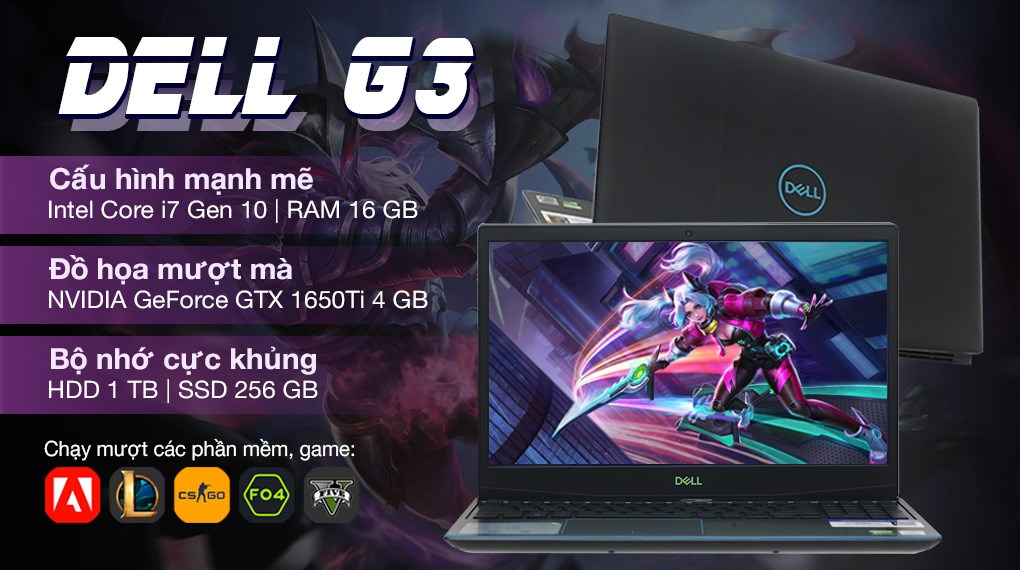 DELL G3
Cấu hình mạnh mẽ
Intel Core i7 Gen 10 | RAM 16 GB
Đồ họa mượt mà
NVIDIA GeForce GTX 1650Ti 4 GB
Bộ nhớ cực khủng
HDD 1 TB | SSD 256 GB
Chạy mượt các phần mềm, game:
L
CS GO
FO4
V
FIVE
DELL
DELL